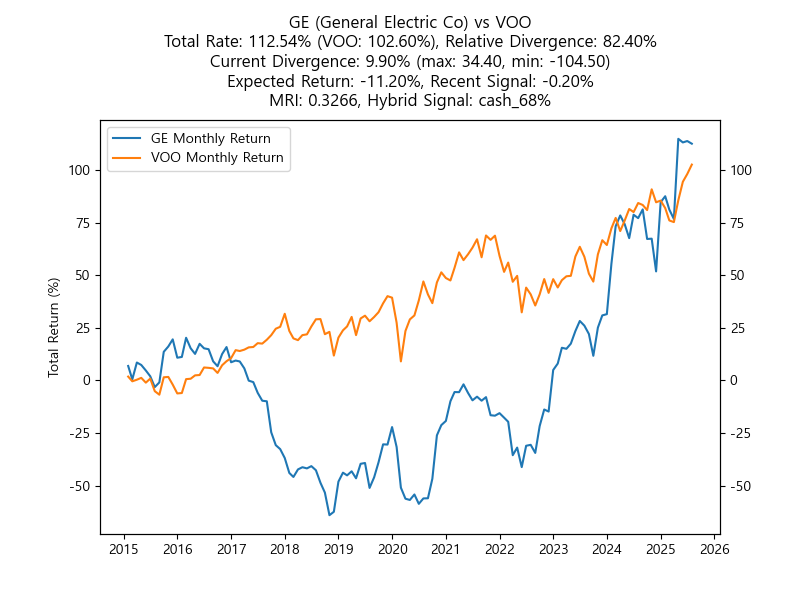 GE (General Electric Co) vs VOO
Total Rate: 112.54% (VOO: 102.60%), Relative Divergence: 82.40%
Current Divergence: 9.90% (max: 34.40, min: -104.50)
Expected Return: -11.20%, Recent Signal: -0.20%
MRI: 0.3266, Hybrid Signal: cash_68%
GE Monthly Return
VOO Monthly Return
Total Return (%)
100 100
75 75
50 50
25 25
0 0
-25 -25
-50 -50
2015 2016 2017 2018 2019 2020 2021 2022 2023 2024 2025 2026